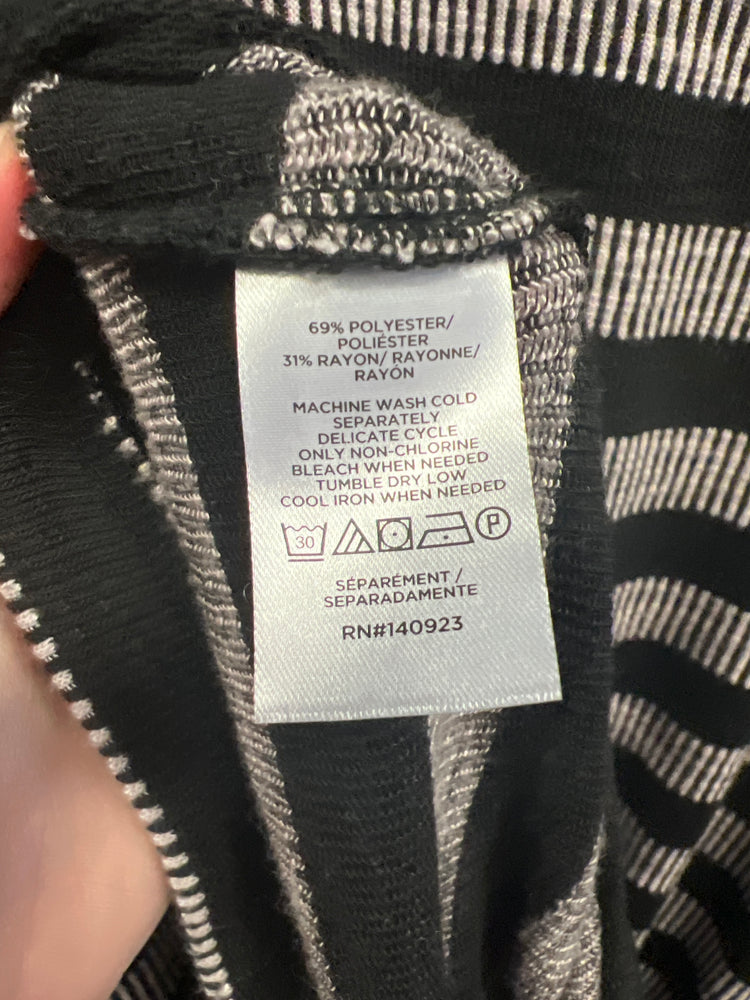 69% POLYESTER/
POLIÉSTER
31% RAYON/ RAYONNE/
RAYÓN
MACHINE WASH COLD
SEPARATELY
DELICATE CYCLE
ONLY NON-CHLORINE
BLEACH WHEN NEEDED
TUMBLE DRY LOW
COOL IRON WHEN NEEDED
30 P
SÉPARÉMENT /
SEPARADAMENTE
RN#140923